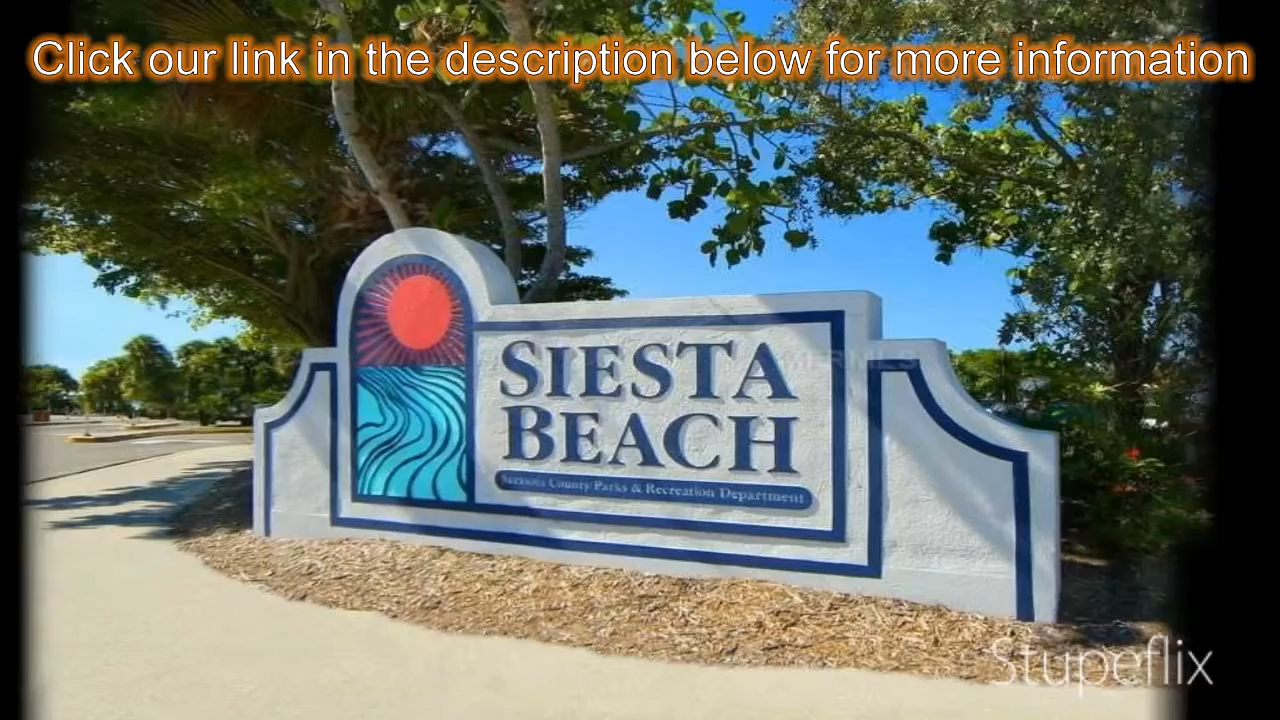 Click our link in the description below for more information
SIESTA
BEACH
Sarasota County Parks & Recreation Department
Stupeflix